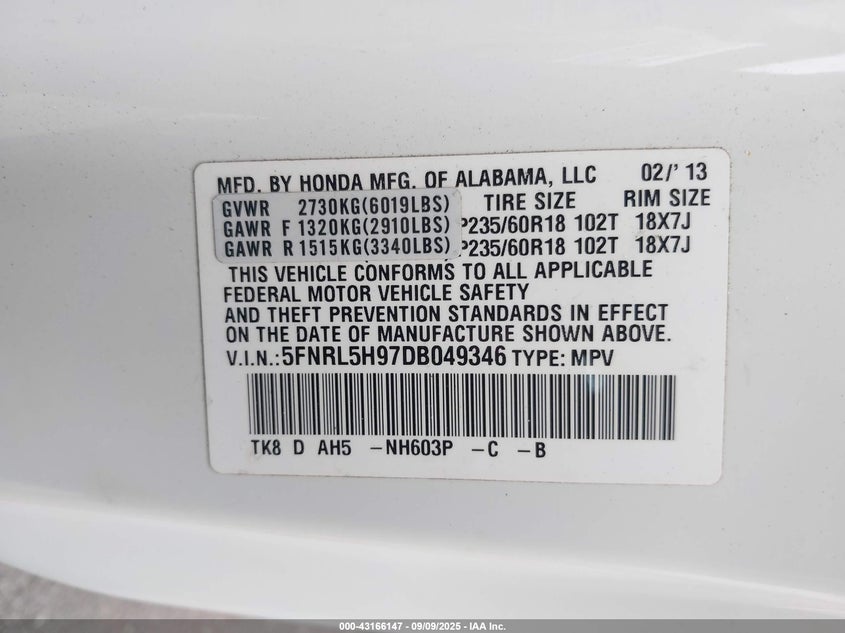 MFD. BY HONDA MFG. OF ALABAMA, LLC 02/' 13
GVWR 2730KG(6019LBS) TIRE SIZE RIM SIZE
GAWR F 1320KG(2910LBS) P235/60R18 102T 18X7J
GAWR R 1515KG(3340LBS) P235/60R18 102T 18X7J
THIS VEHICLE CONFORMS TO ALL APPLICABLE
FEDERAL MOTOR VEHICLE SAFETY
AND THEFT PREVENTION STANDARDS IN EFFECT
ON THE DATE OF MANUFACTURE SHOWN ABOVE.
V.I.N.: 5FNRL5H97DB049346 TYPE: MPV
TK8 D AH5 -NH603P -C -B
000-43166147 - 09/09/2025 - IAA Inc.